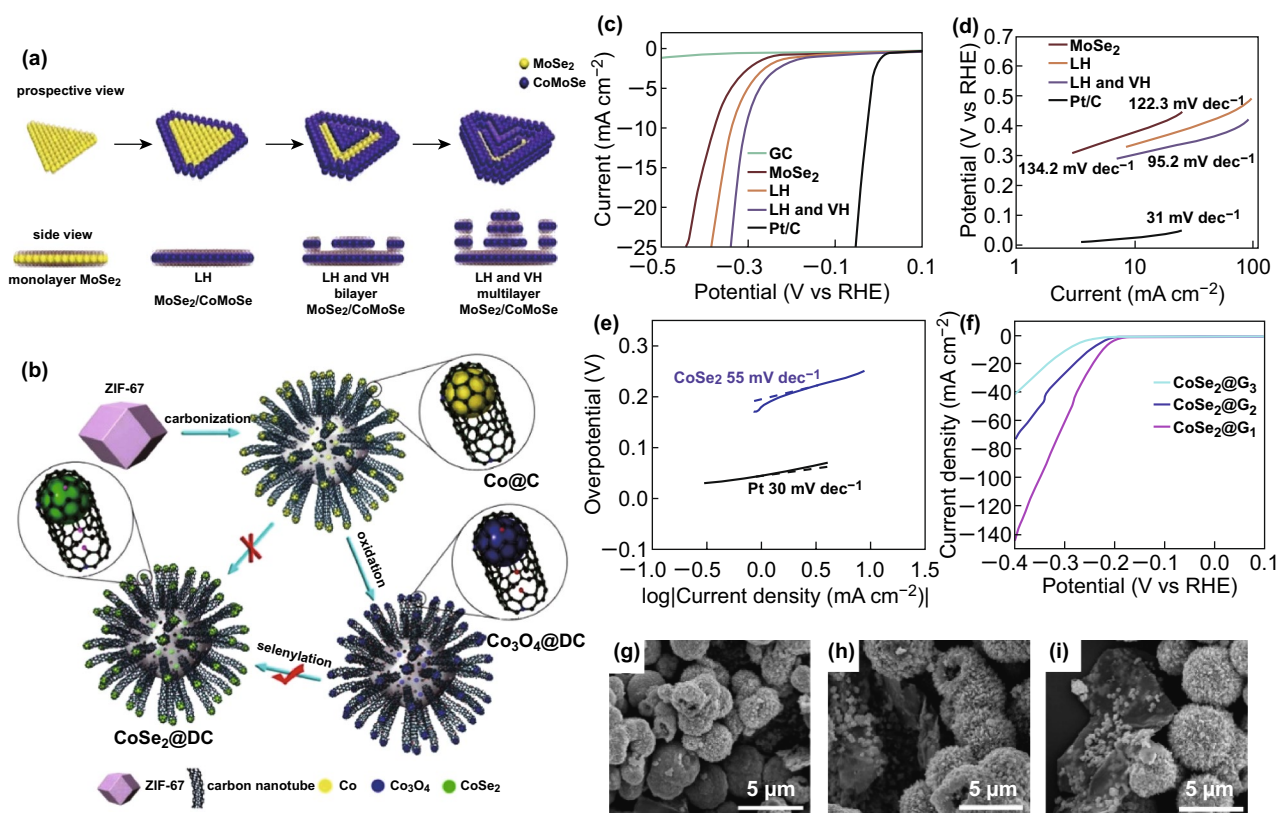 (a)
MoSe₂
CoMoSe
prospective view
side view
monolayer MoSe₂
LH
MoSe₂/CoMoSe
LH and VH
bilayer
MoSe₂/CoMoSe
LH and VH
multilayer
MoSe₂/CoMoSe
(b)
ZIF-67
carbonization
Co@C
oxidation
Co₃O₄@DC
selenylation
CoSe₂@DC
ZIF-67
carbon nanotube
Co
Co₃O₄
CoSe₂
(c)
Current (mA cm⁻²)
0
−5
−10
−15
−20
−25
GC
MoSe₂
LH
LH and VH
Pt/C
−0.5
−0.3
−0.1
0.1
Potential (V vs RHE)
(d)
Potential (V vs RHE)
0.7
0.6
0.5
0.4
0.3
0.2
0.1
0.0
MoSe₂
LH
LH and VH
Pt/C
122.3 mV dec⁻¹
134.2 mV dec⁻¹
95.2 mV dec⁻¹
31 mV dec⁻¹
1
10
100
Current (mA cm⁻²)
(e)
Overpotential (V)
0.3
0.2
0.1
0.0
−0.1
CoSe₂ 55 mV dec⁻¹
Pt 30 mV dec⁻¹
−1.0
−0.5
0.0
0.5
1.0
1.5
log|Current density (mA cm⁻²)|
(f)
Current density (mA cm⁻²)
0
−20
−40
−60
−80
−100
−120
−140
CoSe₂@G₃
CoSe₂@G₂
CoSe₂@G₁
−0.4
−0.3
−0.2
−0.1
0.0
0.1
Potential (V vs RHE)
(g)
5 µm
(h)
5 µm
(i)
5 µm